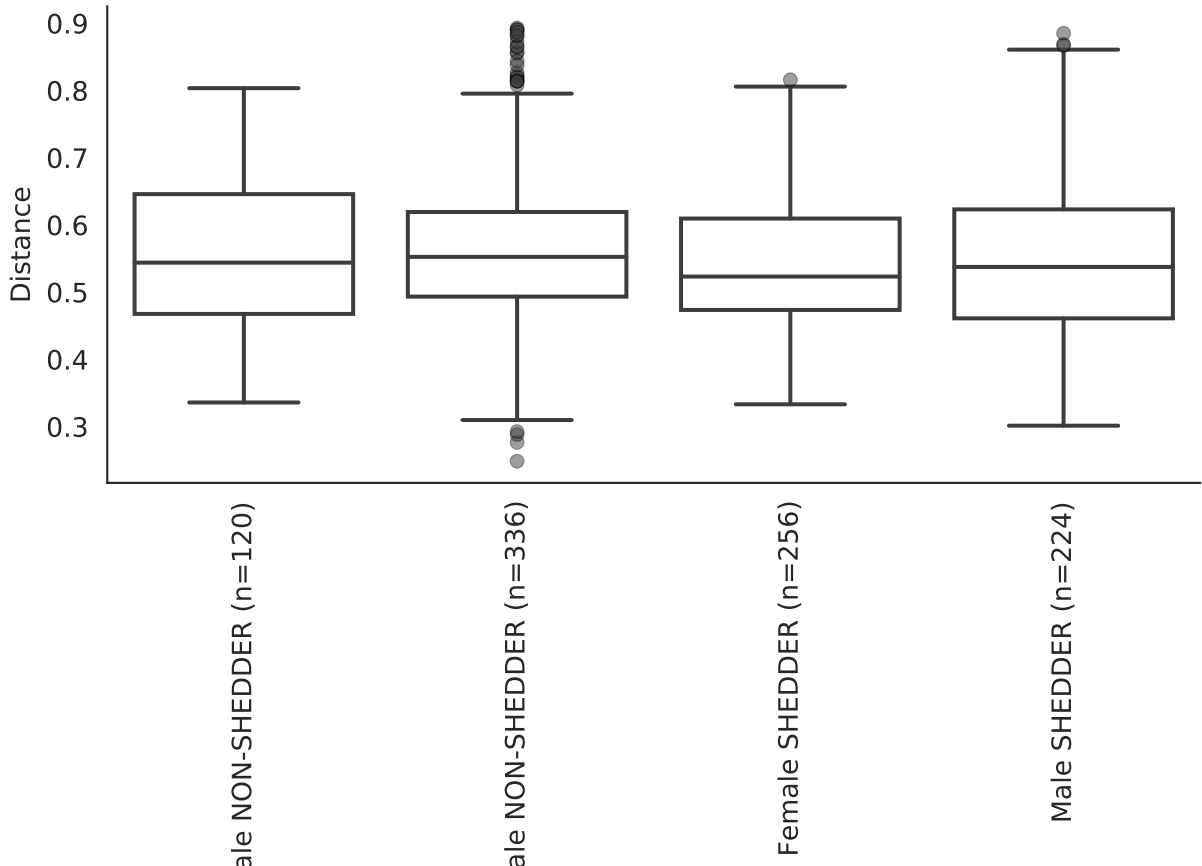 0.9
0.8
0.7
0.6
0.5
0.4
0.3
Distance
ale NON-SHEDDER (n=120)
ale NON-SHEDDER (n=336)
Female SHEDDER (n=256)
Male SHEDDER (n=224)